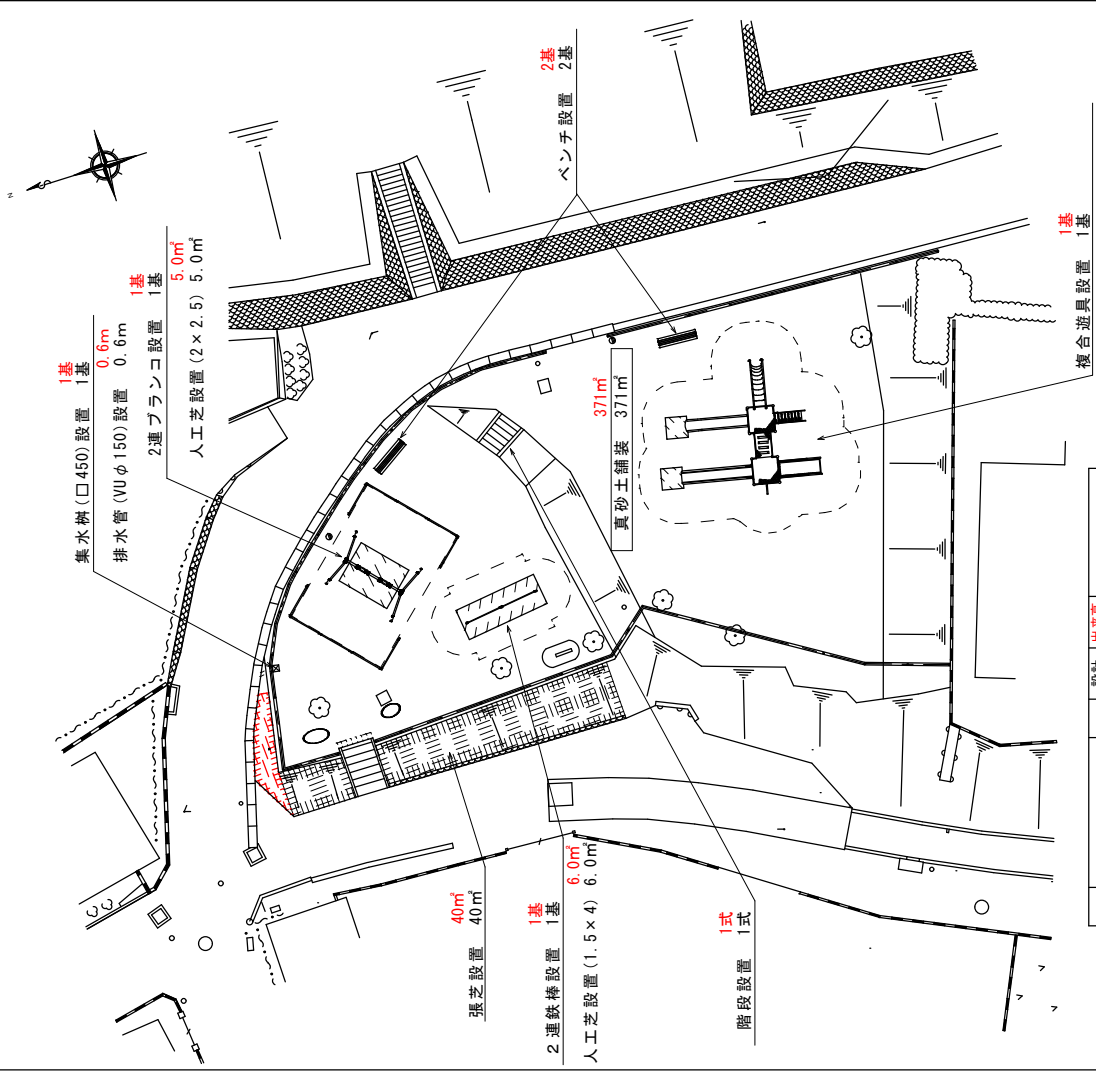 N
1基
集水桝(口450)設置 1基
0.6m
排水管(VUφ150)設置 0.6m
1基
2連ブランコ設置 1基
5.0㎡
人工芝設置(2×2.5) 5.0㎡
2基
ベンチ設置 2基
371㎡
真砂土舗装 371㎡
1基
複合遊具設置 1基
40㎡
張芝設置 40㎡
1基
2連鉄棒設置 1基
6.0㎡
人工芝設置(1.5×4) 6.0㎡
1式
階段設置 1式